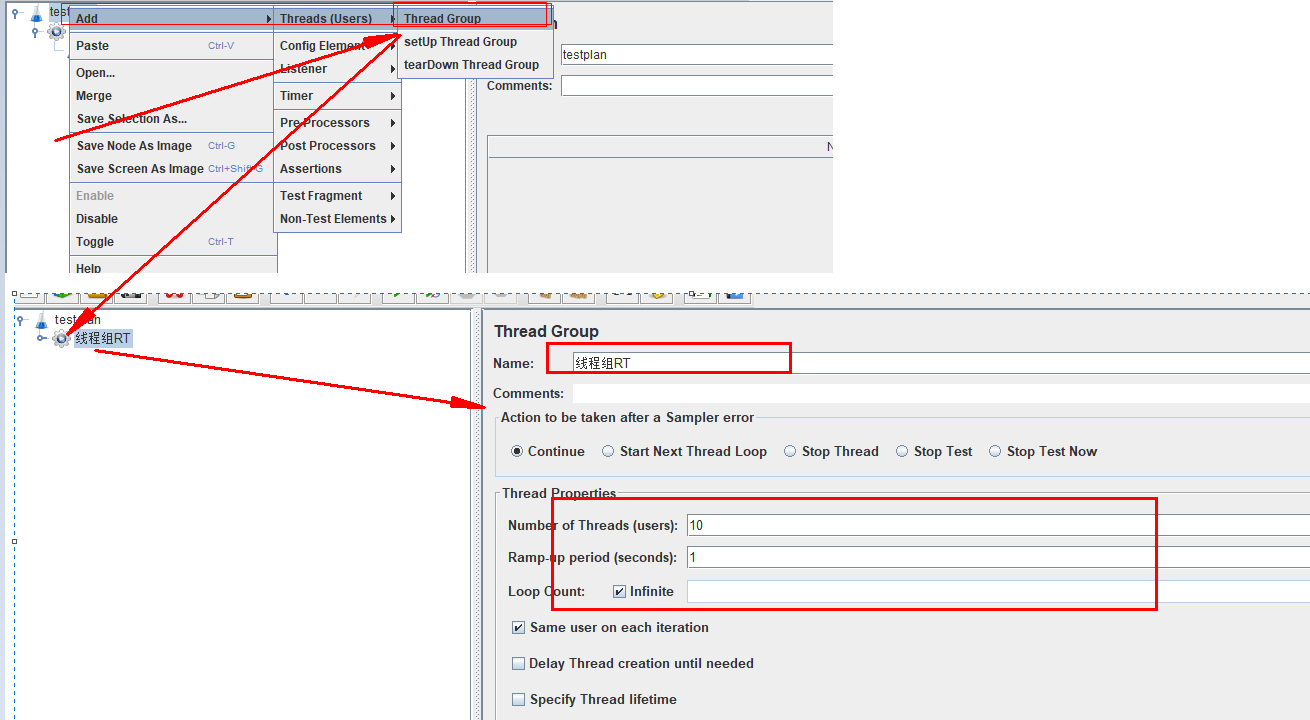 test
Add Threads (Users) Thread Group
Paste Ctrl-V Config Element setUp Thread Group
testplan
Open... Listener tearDown Thread Group
Comments:
Merge Timer
Save Selection As... Pre Processors
Save Node As Image Ctrl-G Post Processors
Save Screen As Image Ctrl+Shift-G Assertions
Enable Test Fragment
Disable Non-Test Elements
Toggle Ctrl-T
Help
testplan
线程组RT
Thread Group
Name: 线程组RT
Comments:
Action to be taken after a Sampler error
Continue Start Next Thread Loop Stop Thread Stop Test Stop Test Now
Thread Properties
Number of Threads (users): 10
Ramp-up period (seconds): 1
Loop Count: Infinite
Same user on each iteration
Delay Thread creation until needed
Specify Thread lifetime